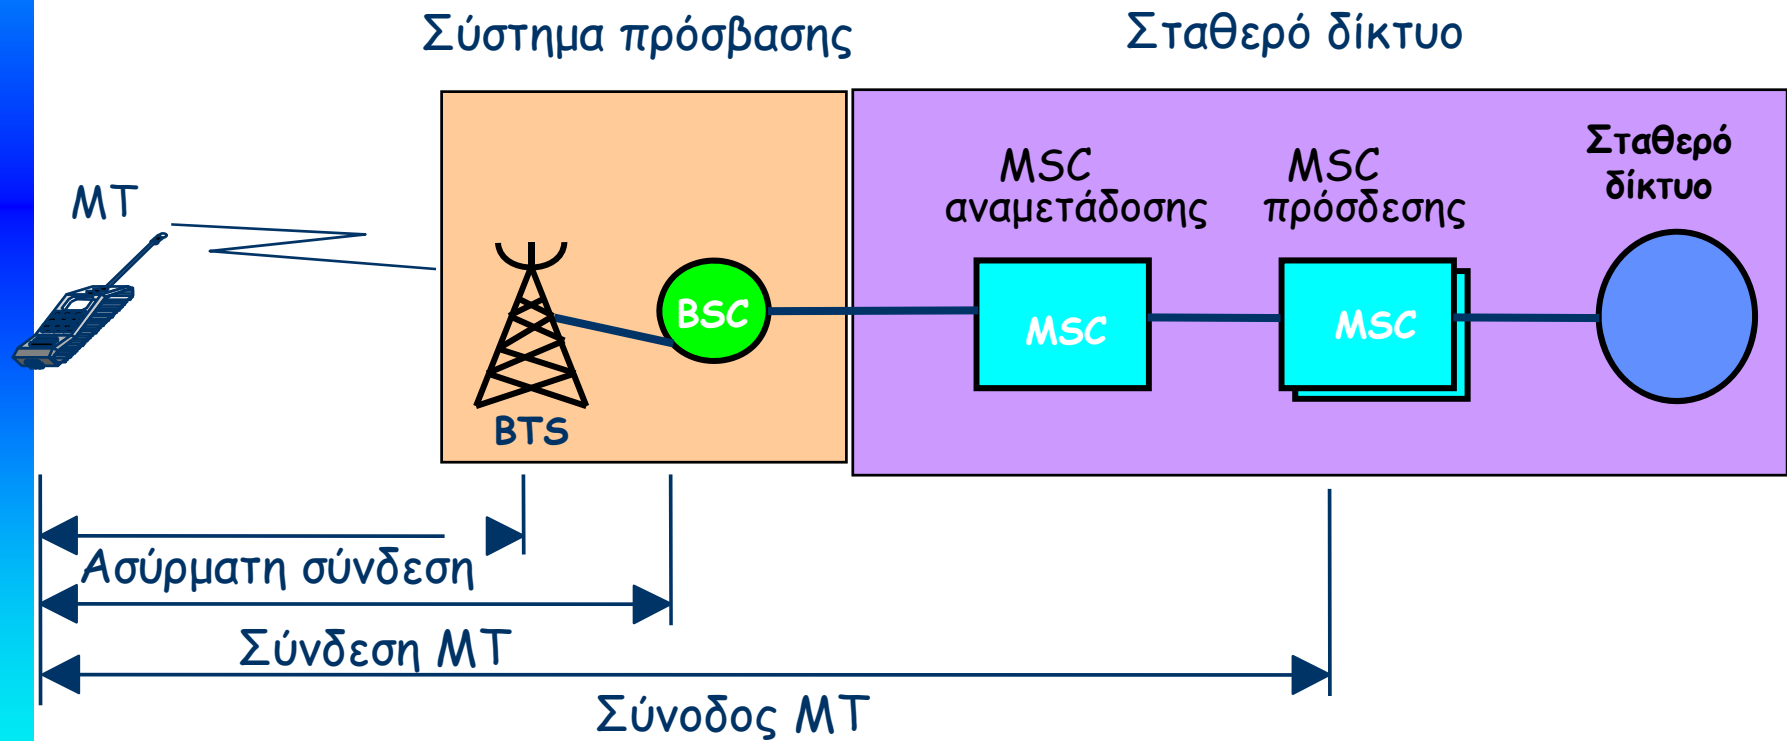 Σύστημα πρόσβασης
Σταθερό δίκτυο
MT
MSC
αναμετάδοσης
MSC
πρόσδεσης
Σταθερό
δίκτυο
BSC
MSC
MSC
BTS
Ασύρματη σύνδεση
Σύνδεση MT
Σύνοδος MT